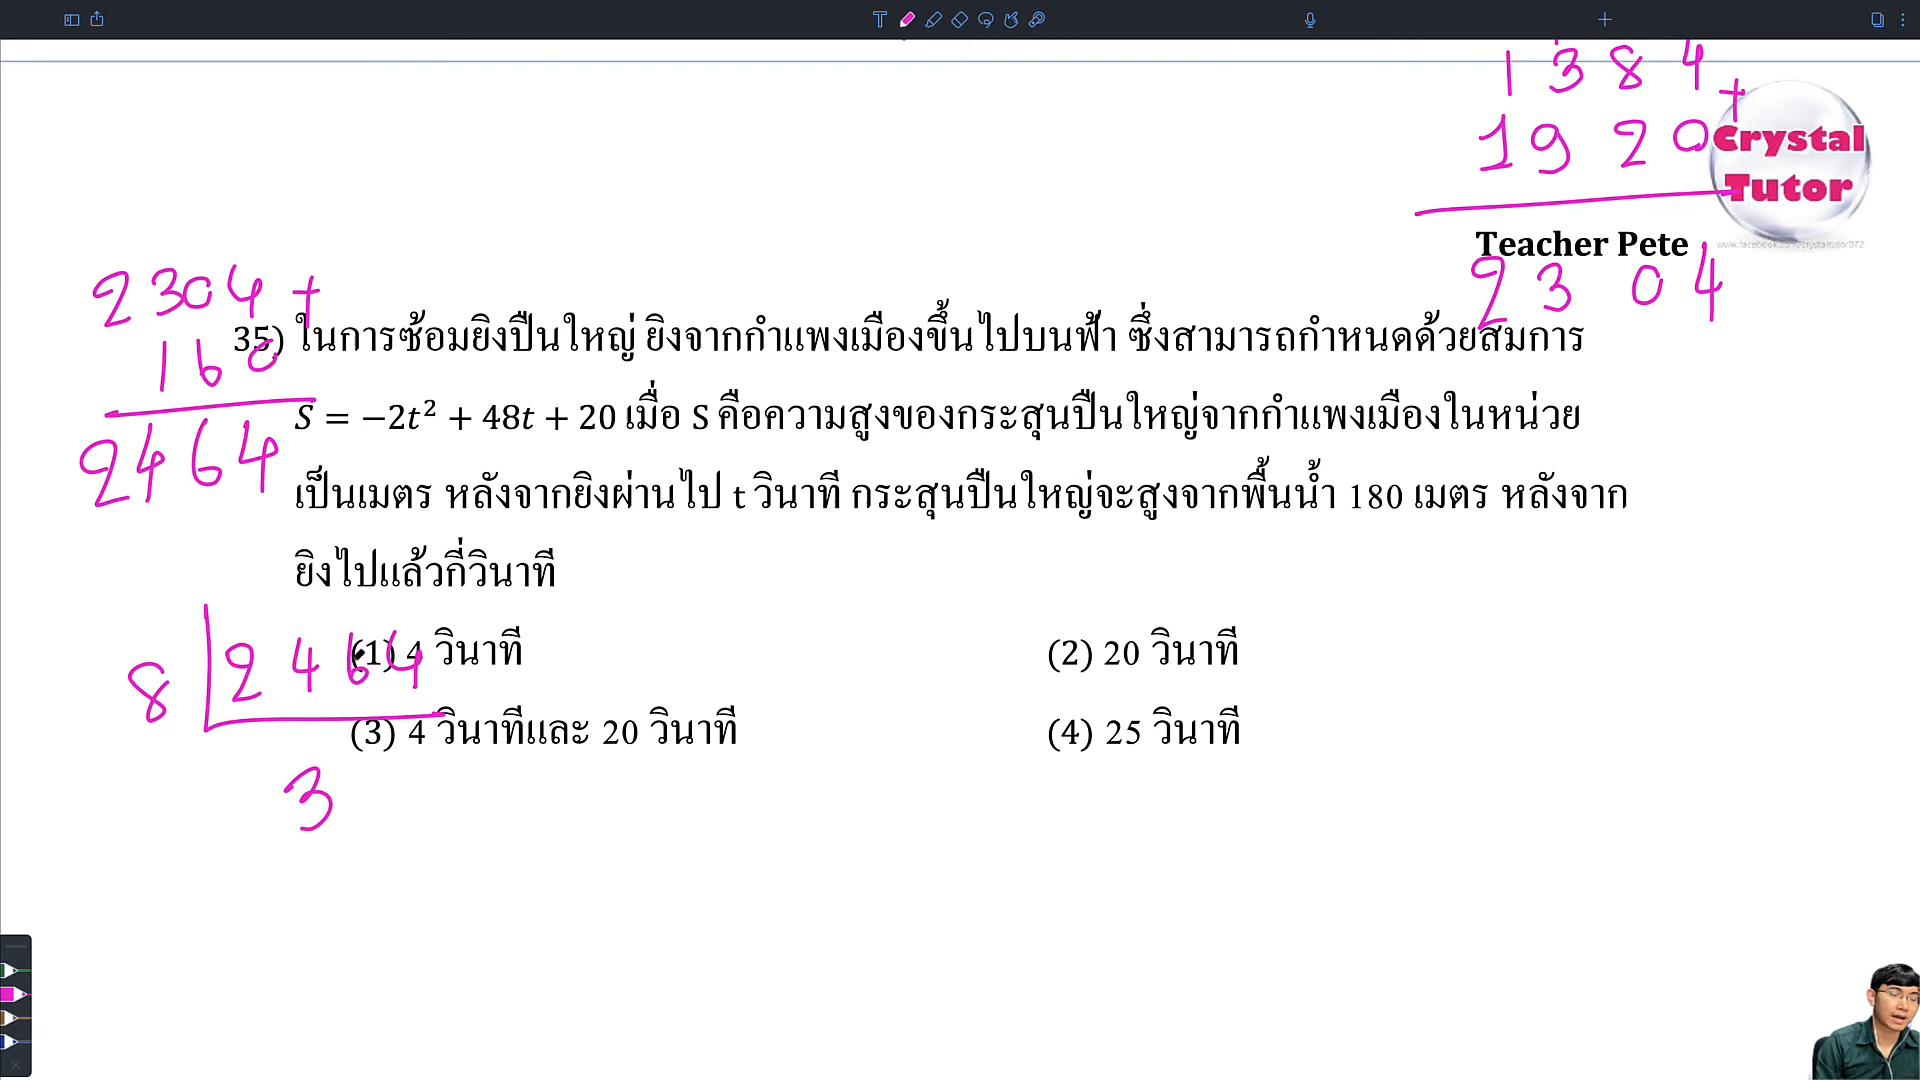 1384
+
1920
Crystal
Tutor
Teacher Pete
www.facebook.com/crystaltutor072
2304
2304 +
160
2464
35) ในการซ้อมยิงปืนใหญ่ ยิงจากกำแพงเมืองขึ้นไปบนฟ้า ซึ่งสามารถกำหนดด้วยสมการ
S = −2t² + 48t + 20 เมื่อ S คือความสูงของกระสุนปืนใหญ่จากกำแพงเมืองในหน่วย
เป็นเมตร หลังจากยิงผ่านไป t วินาที กระสุนปืนใหญ่จะสูงจากพื้นน้ำ 180 เมตร หลังจาก
ยิงไปแล้วกี่วินาที
(1) 4 วินาที
(2) 20 วินาที
8 2464
(3) 4 วินาทีและ 20 วินาที
(4) 25 วินาที
3